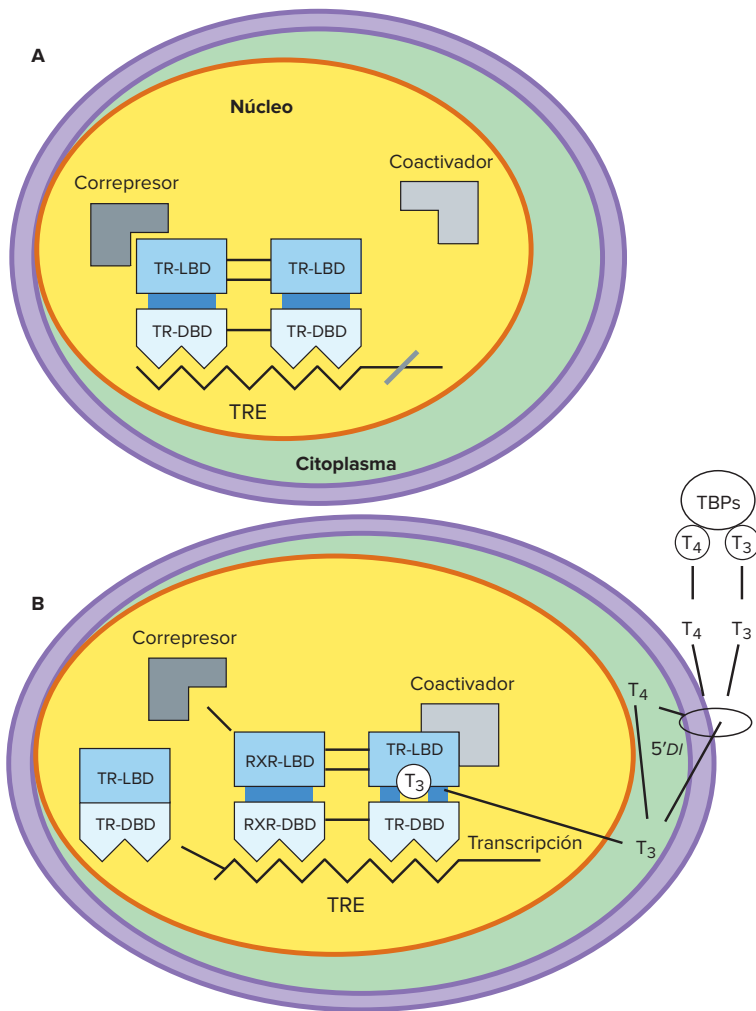 A
Núcleo
Correpresor
Coactivador
TR-LBD
TR-LBD
TR-DBD
TR-DBD
TRE
Citoplasma
TBPs
T4
T3
T4
T3
B
Correpresor
Coactivador
T4
5'DI
T3
RXR-LBD
TR-LBD
T3
TR-LBD
TR-DBD
RXR-DBD
TR-DBD
Transcripción
TRE